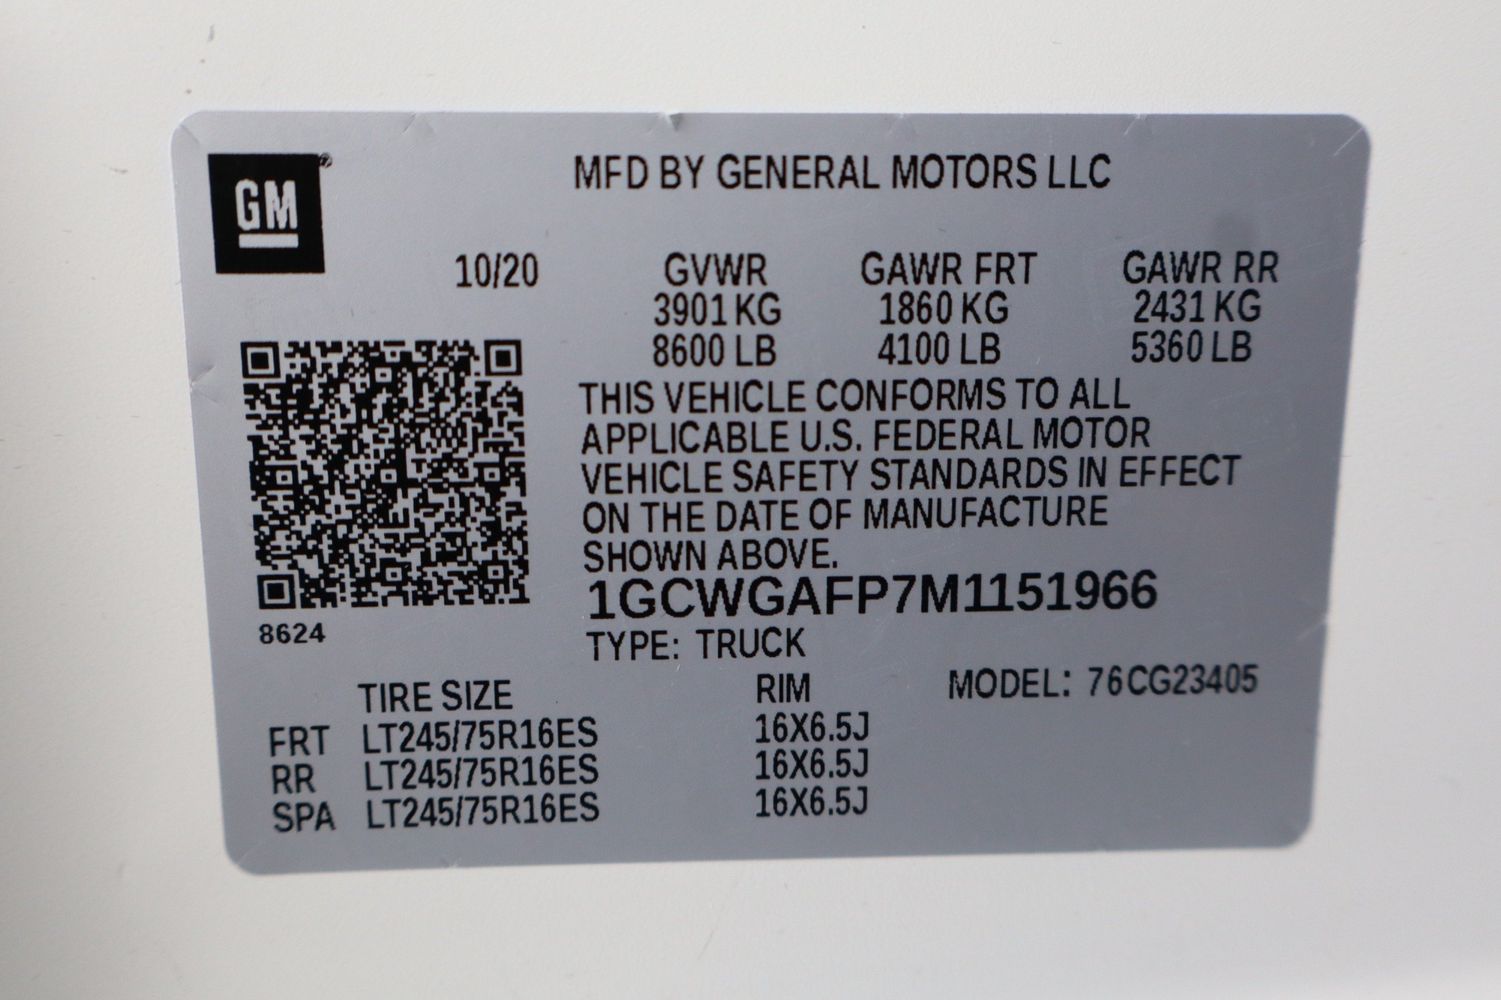 GM®
MFD BY GENERAL MOTORS LLC
10/20 GVWR GAWR FRT GAWR RR
3901 KG 1860 KG 2431 KG
8600 LB 4100 LB 5360 LB
THIS VEHICLE CONFORMS TO ALL
APPLICABLE U.S. FEDERAL MOTOR
VEHICLE SAFETY STANDARDS IN EFFECT
ON THE DATE OF MANUFACTURE
SHOWN ABOVE.
1GCWGAFP7M1151966
8624
TYPE: TRUCK
TIRE SIZE RIM MODEL: 76CG23405
FRT LT245/75R16ES 16X6.5J
RR LT245/75R16ES 16X6.5J
SPA LT245/75R16ES 16X6.5J